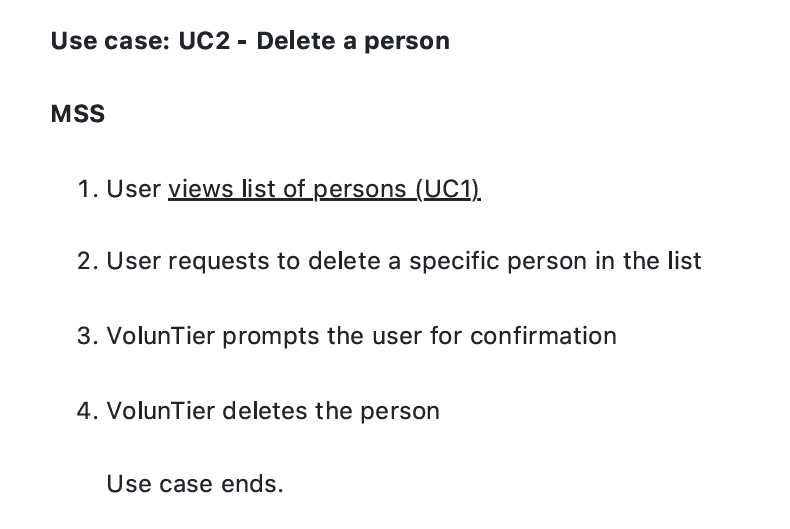 Use case: UC2 - Delete a person
MSS
1. User views list of persons (UC1)
2. User requests to delete a specific person in the list
3. VolunTier prompts the user for confirmation
4. VolunTier deletes the person
Use case ends.